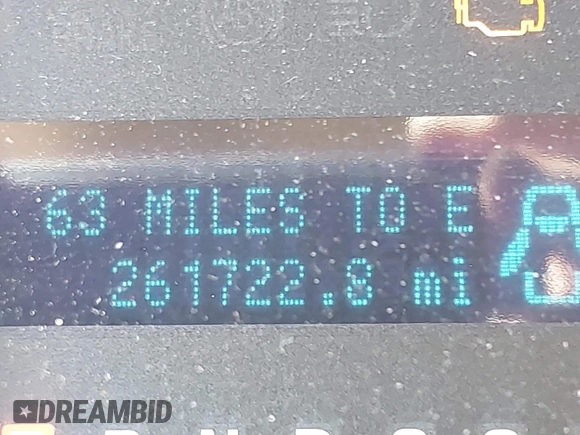 63 MILES TO E
261722.8 mi
DREAMBID